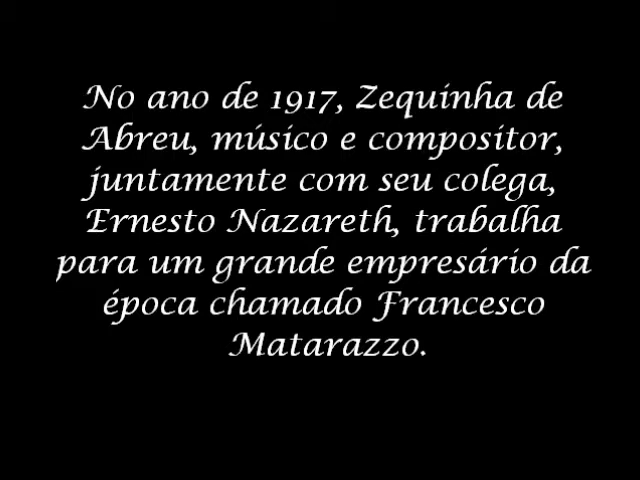 No ano de 1917, Zequinha de
Abreu, músico e compositor,
juntamente com seu colega,
Ernesto Nazareth, trabalha
para um grande empresário da
época chamado Francesco
Matarazzo.